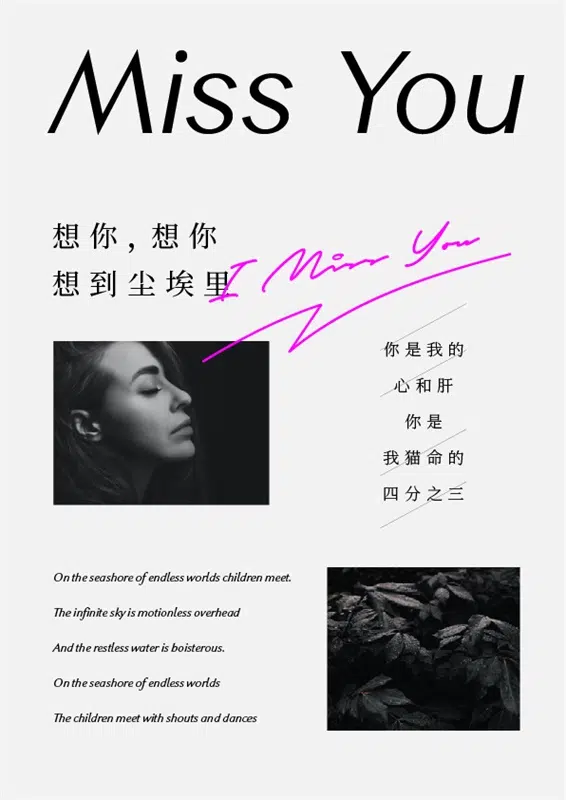 Miss You
想你，想你
想到尘埃里
I Miss You
你是我的
心和肝
你是
我猫命的
四分之三
On the seashore of endless worlds children meet.
The infinite sky is motionless overhead
And the restless water is boisterous.
On the seashore of endless worlds
The children meet with shouts and dances